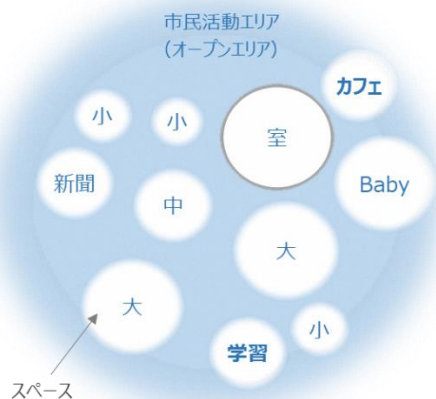 市民活動エリア
(オープンエリア)
カフェ
小
小
室
新聞
中
Baby
大
大
小
学習
スペース